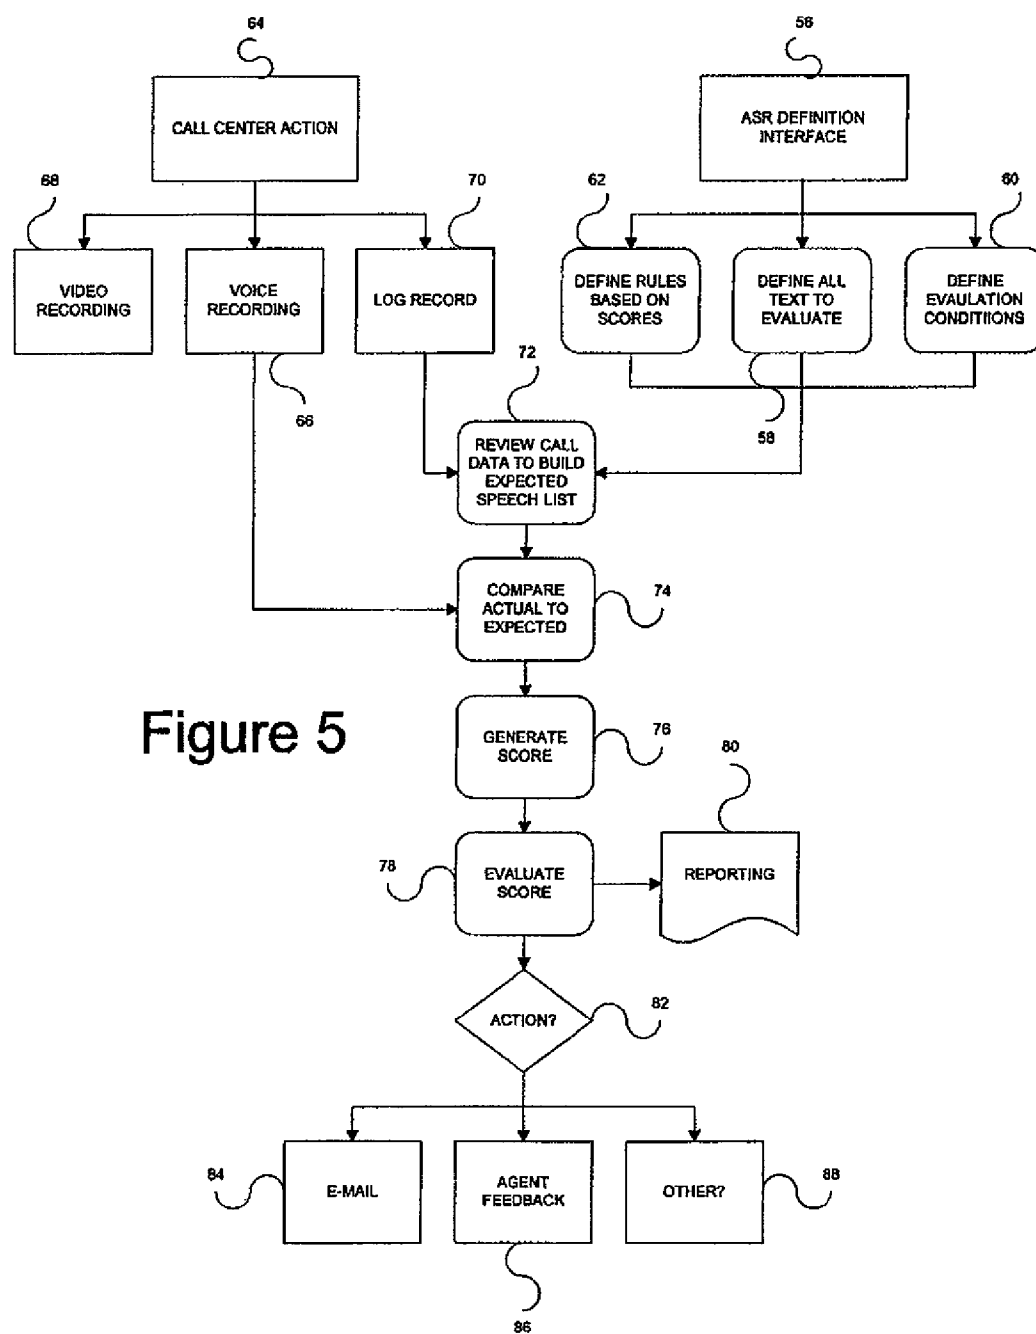 64
56
CALL CENTER ACTION
ASR DEFINITION
INTERFACE
68
70
62
60
VIDEO
RECORDING
VOICE
RECORDING
LOG RECORD
DEFINE RULES
BASED ON
SCORES
DEFINE ALL
TEXT TO
EVALUATE
DEFINE
EVAULATION
CONDITIIONS
66
72
58
REVIEW CALL
DATA TO BUILD
EXPECTED
SPEECH LIST
COMPARE
ACTUAL TO
EXPECTED
74
Figure 5
GENERATE
SCORE
76
80
78
EVALUATE
SCORE
REPORTING
ACTION?
82
84
E-MAIL
AGENT
FEEDBACK
OTHER?
88
86